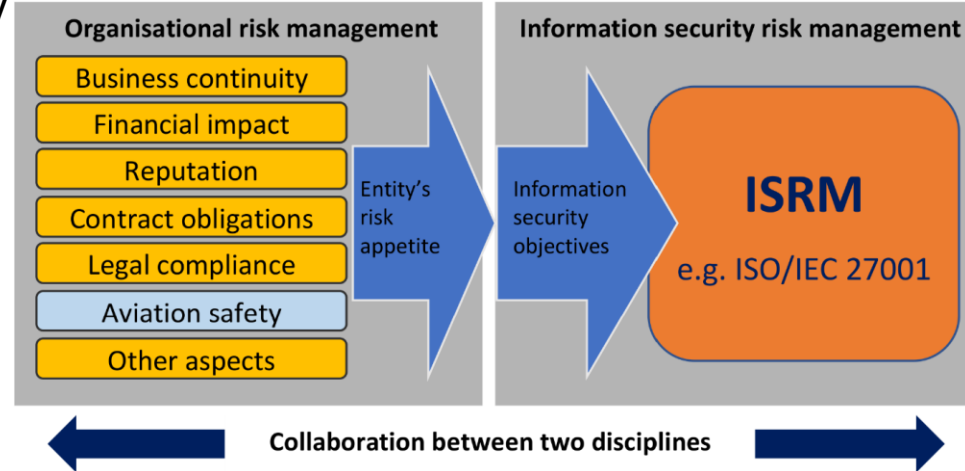 Organisational risk management
Business continuity
Financial impact
Reputation
Contract obligations
Legal compliance
Aviation safety
Other aspects
Entity's
risk
appetite
Information security risk management
Information
security
objectives
ISRM
e.g. ISO/IEC 27001
Collaboration between two disciplines